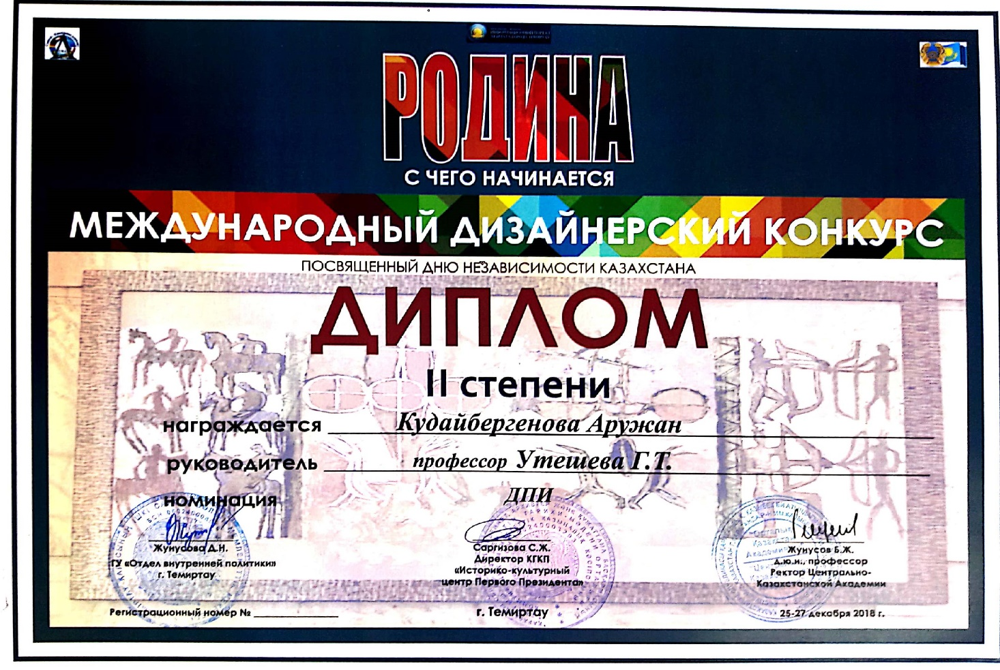 РОДИНА
С ЧЕГО НАЧИНАЕТСЯ
МЕЖДУНАРОДНЫЙ ДИЗАЙНЕРСКИЙ КОНКУРС
ПОСВЯЩЕННЫЙ ДНЮ НЕЗАВИСИМОСТИ КАЗАХСТАНА
ДИПЛОМ
II степени
награждается Кудайбергенова Аружан
руководитель профессор Утешева Г.Т.
номинация ДПИ
Жунусова Д.Н.
ГУ «Отдел внутренней политики»
г. Темиртау
Саргизова С.Ж.
Директор КГКП
«Историко-культурный
центр Первого Президента»
Жунусов Б.Ж.
д.ю.н., профессор
Ректор Центрально-
Казахстанской Академии
Регистрационный номер № ____________
г. Темиртау
25-27 декабря 2018 г.